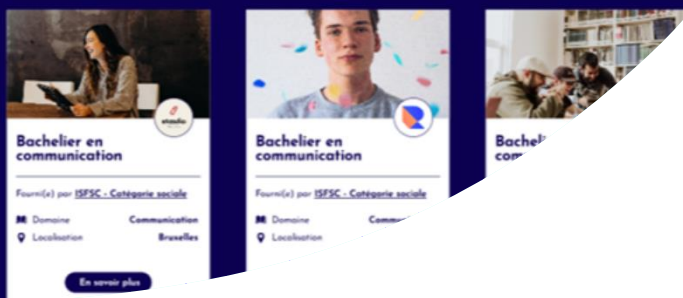 etudio
Bachelier en
communication
Fourni(e) par ISFSC - Catégorie sociale
Domaine Communication
Localisation Bruxelles
En savoir plus
Bachelier en
communication
Fourni(e) par ISFSC - Catégorie sociale
Domaine
Localisation